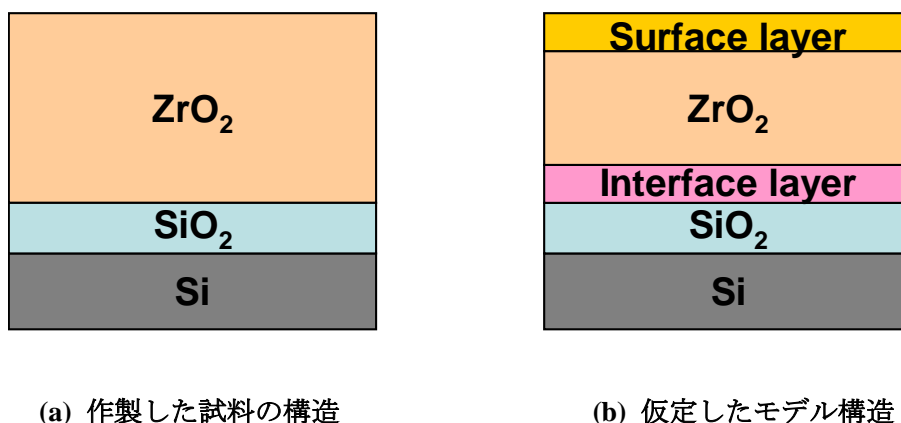 ZrO2
SiO2
Si
(a) 作製した試料の構造
Surface layer
ZrO2
Interface layer
SiO2
Si
(b) 仮定したモデル構造